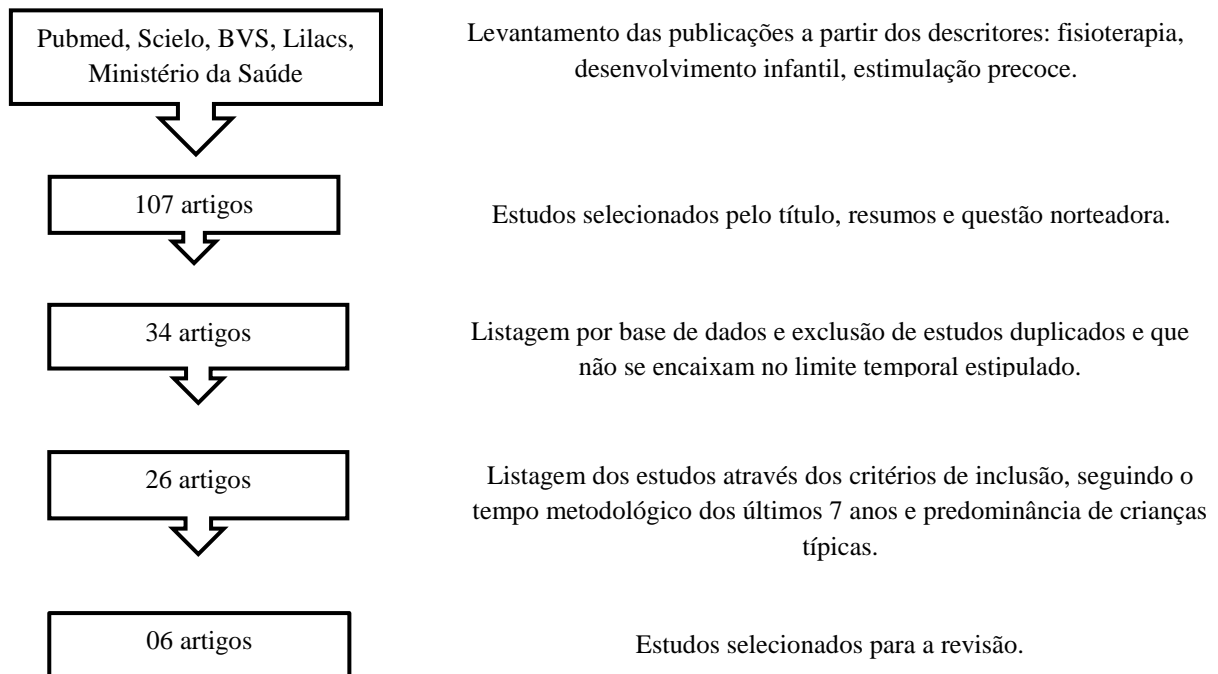 Pubmed, Scielo, BVS, Lilacs,
Ministério da Saúde
Levantamento das publicações a partir dos descritores: fisioterapia,
desenvolvimento infantil, estimulação precoce.
107 artigos
Estudos selecionados pelo título, resumos e questão norteadora.
34 artigos
Listagem por base de dados e exclusão de estudos duplicados e que
não se encaixam no limite temporal estipulado.
26 artigos
Listagem dos estudos através dos critérios de inclusão, seguindo o
tempo metodológico dos últimos 7 anos e predominância de crianças
típicas.
06 artigos
Estudos selecionados para a revisão.